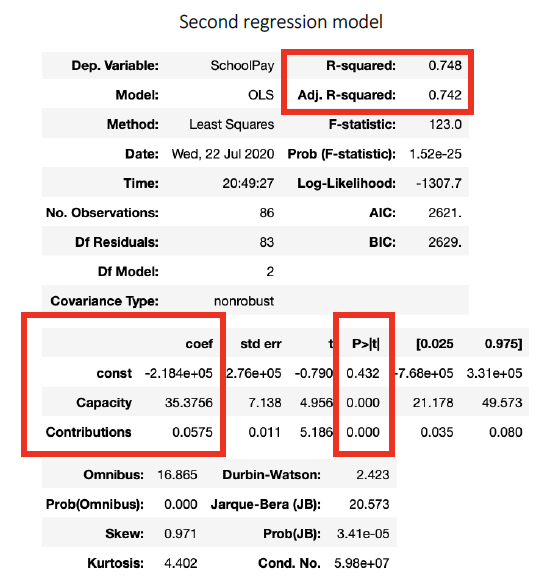 Second regression model
Dep. Variable: SchoolPay R-squared: 0.748
Model: OLS Adj. R-squared: 0.742
Method: Least Squares F-statistic: 123.0
Date: Wed, 22 Jul 2020 Prob (F-statistic): 1.52e-25
Time: 20:49:27 Log-Likelihood: -1307.7
No. Observations: 86 AIC: 2621.
Df Residuals: 83 BIC: 2629.
Df Model: 2
Covariance Type: nonrobust
coef std err t P>|t| [0.025 0.975]
const -2.184e+05 2.76e+05 -0.790 0.432 -7.68e+05 3.31e+05
Capacity 35.3756 7.138 4.956 0.000 21.178 49.573
Contributions 0.0575 0.011 5.186 0.000 0.035 0.080
Omnibus: 16.865 Durbin-Watson: 2.423
Prob(Omnibus): 0.000 Jarque-Bera (JB): 20.573
Skew: 0.971 Prob(JB): 3.41e-05
Kurtosis: 4.402 Cond. No. 5.98e+07